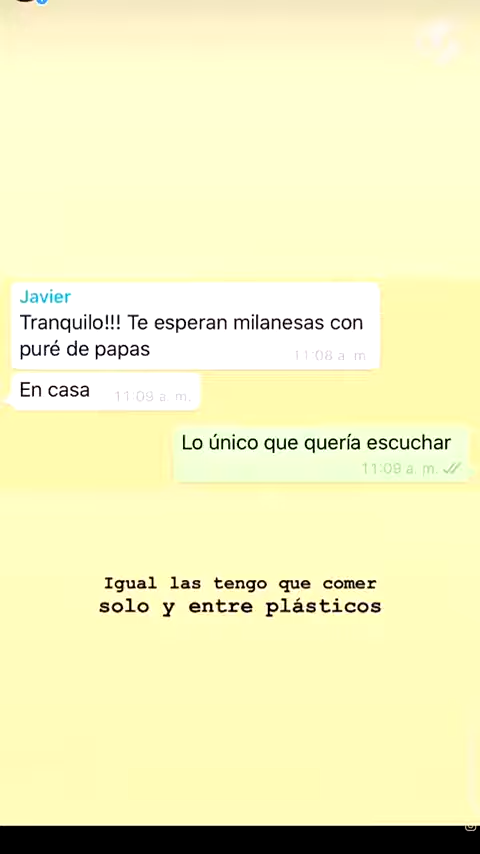 Javier
Tranquilo!!! Te esperan milanesas con
puré de papas
11:08 a. m.
En casa
11:09 a. m.
Lo único que quería escuchar
11:09 a. m.
Igual las tengo que comer
solo y entre plásticos